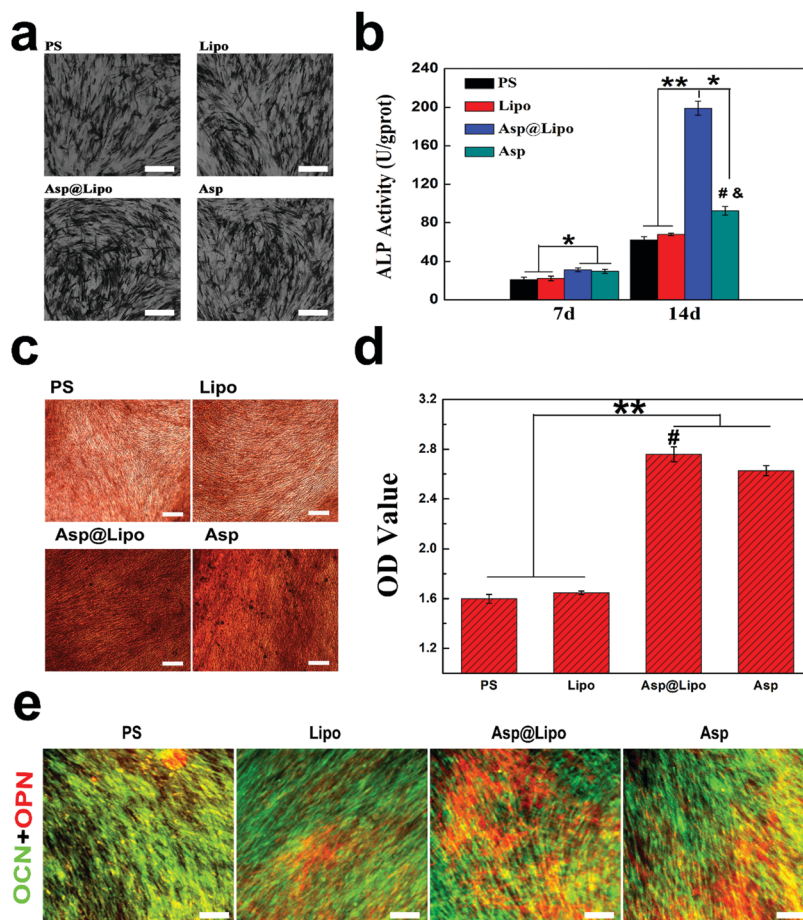 a
PS
Lipo
Asp@Lipo
Asp
b
ALP Activity (U/gprot)
240
200
160
120
80
40
0
PS
Lipo
Asp@Lipo
Asp
*
** *
# &
7d
14d
c
PS
Lipo
Asp@Lipo
Asp
d
OD Value
3.2
2.8
2.4
2.0
1.6
1.2
**
#
PS
Lipo
Asp@Lipo
Asp
e
OCN+OPN
PS
Lipo
Asp@Lipo
Asp